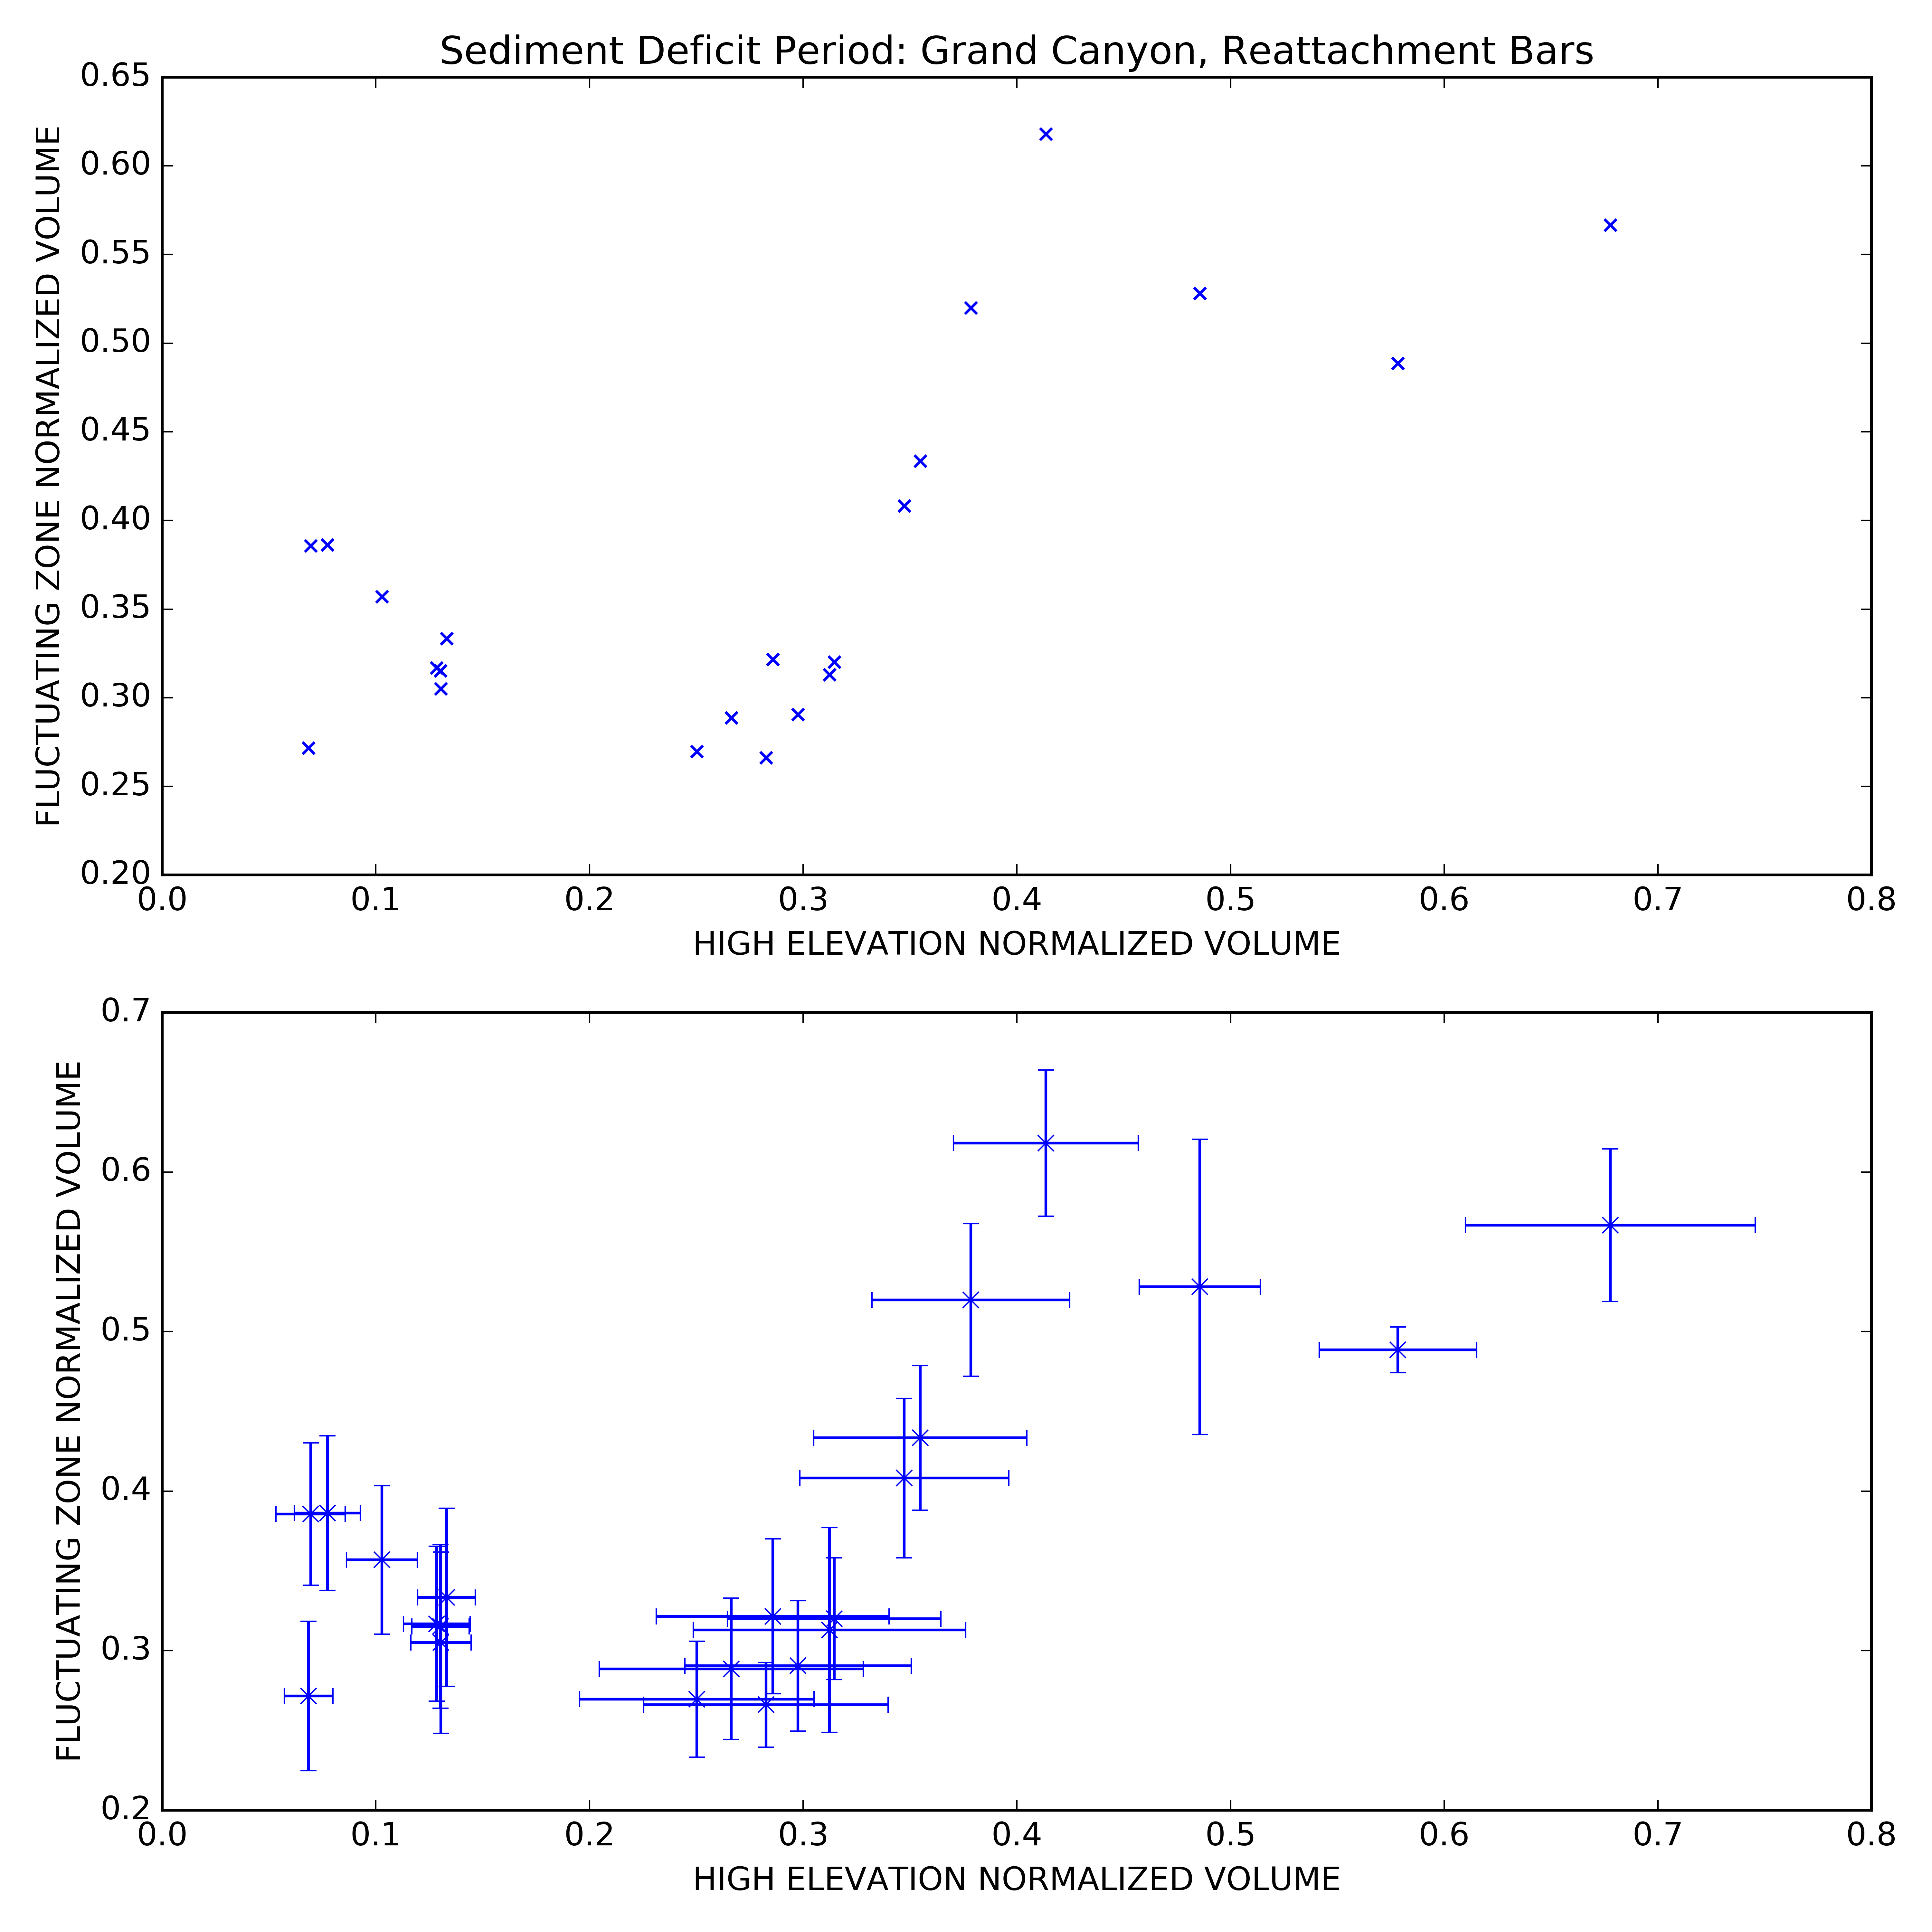 Sediment Deficit Period: Grand Canyon, Reattachment Bars
FLUCTUATING ZONE NORMALIZED VOLUME
0.65
0.60
0.55
0.50
0.45
0.40
0.35
0.30
0.25
0.20
0.0 0.1 0.2 0.3 0.4 0.5 0.6 0.7 0.8
HIGH ELEVATION NORMALIZED VOLUME
FLUCTUATING ZONE NORMALIZED VOLUME
0.7
0.6
0.5
0.4
0.3
0.2
0.0 0.1 0.2 0.3 0.4 0.5 0.6 0.7 0.8
HIGH ELEVATION NORMALIZED VOLUME